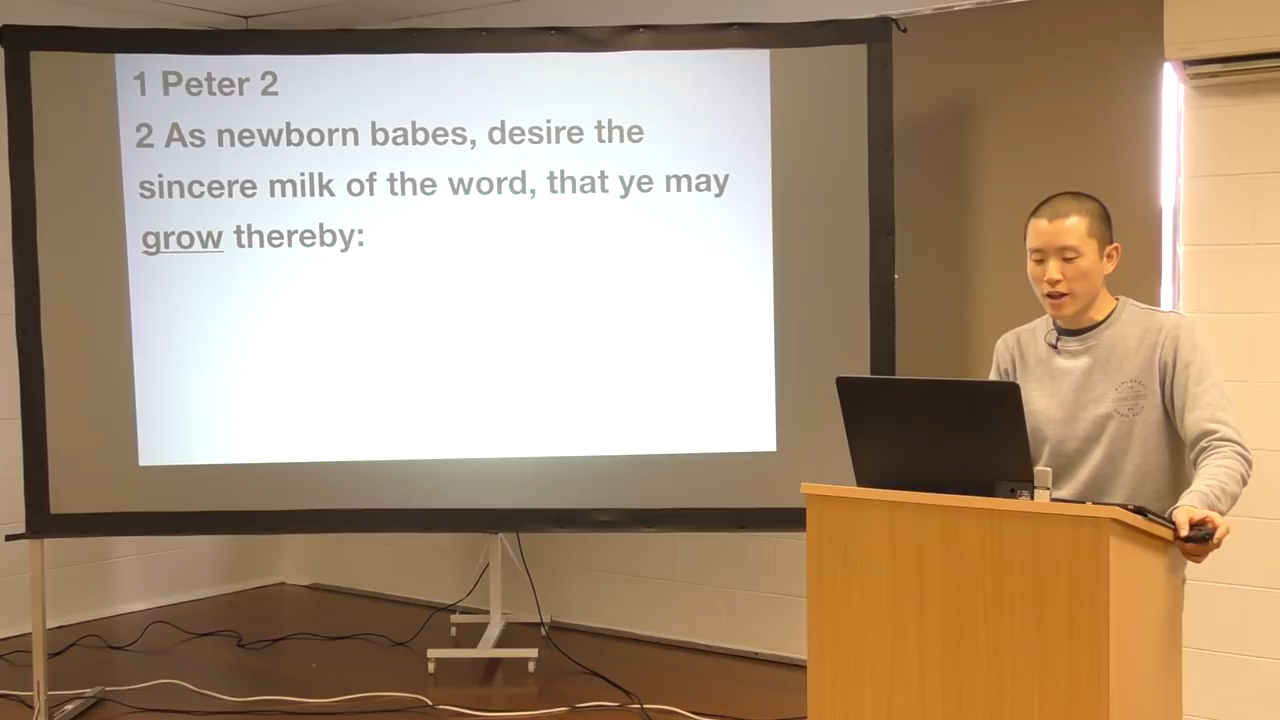 1 Peter 2
2 As newborn babes, desire the
sincere milk of the word, that ye may
grow thereby: